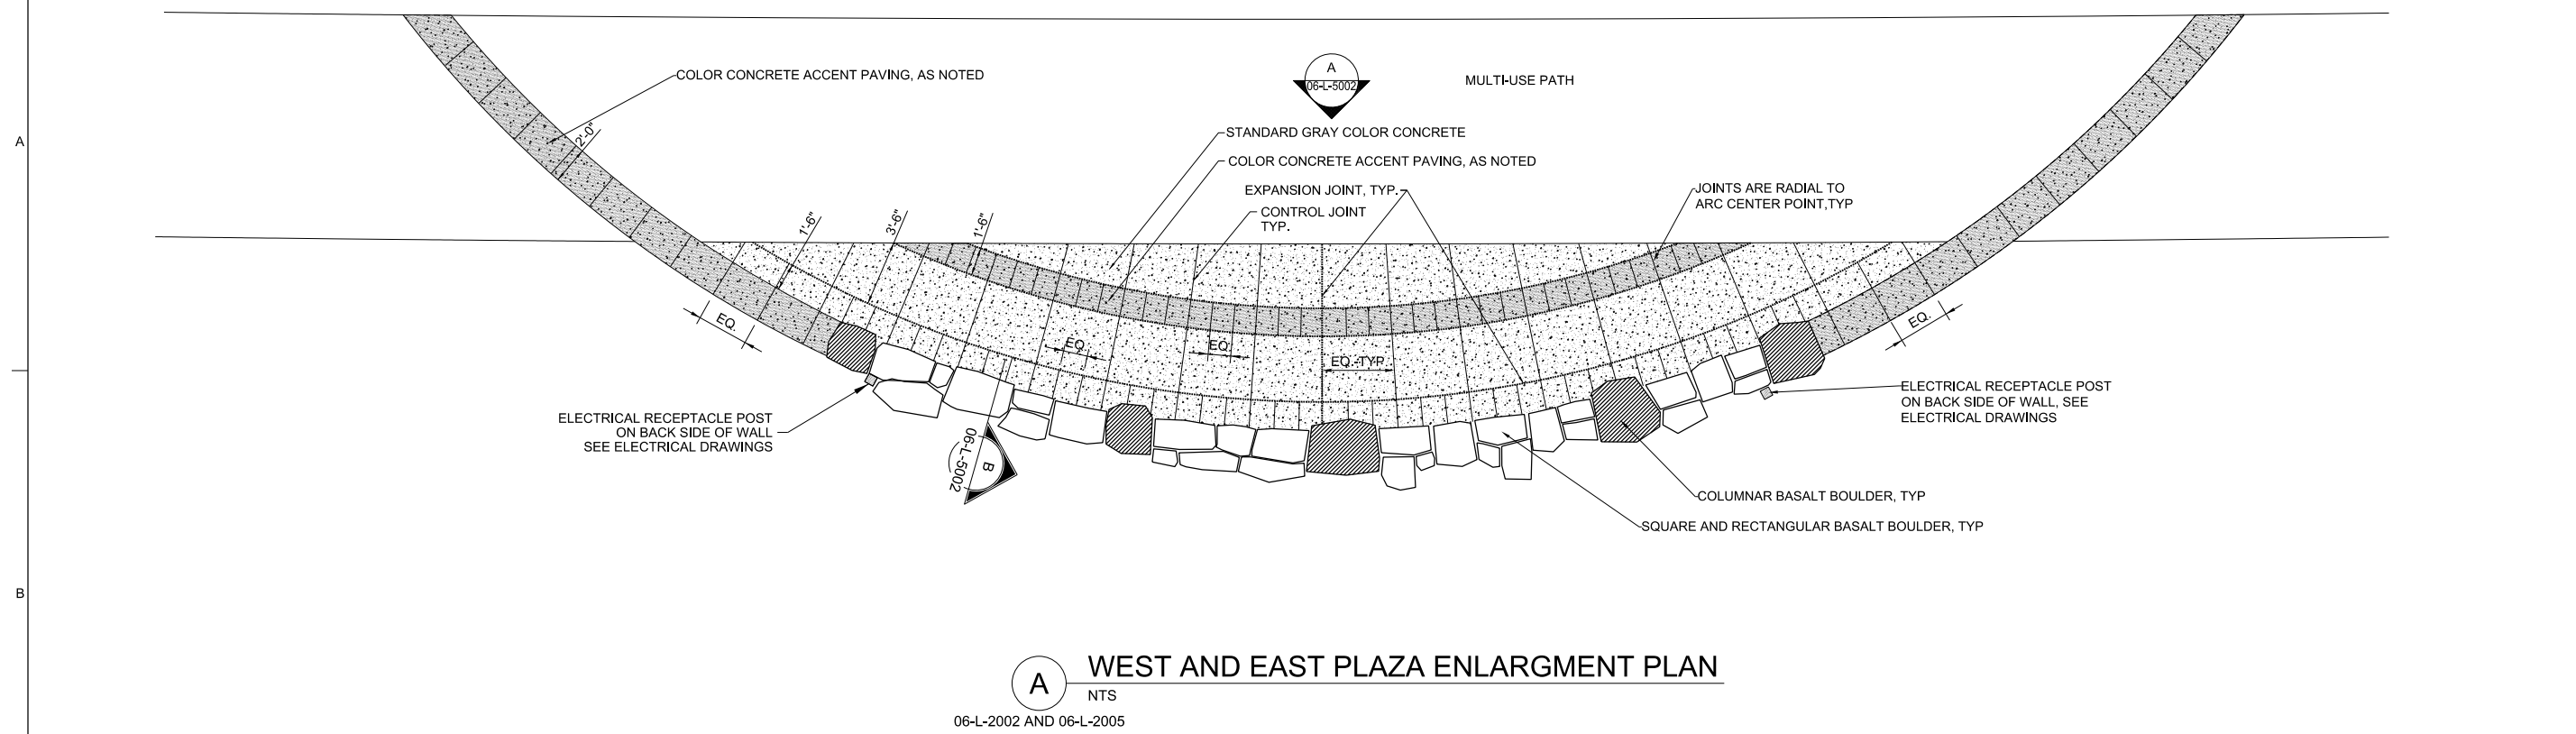 A
COLOR CONCRETE ACCENT PAVING, AS NOTED
A
06-L-5002
MULTI-USE PATH
2'-0"
STANDARD GRAY COLOR CONCRETE
COLOR CONCRETE ACCENT PAVING, AS NOTED
EXPANSION JOINT, TYP.
CONTROL JOINT
TYP.
JOINTS ARE RADIAL TO
ARC CENTER POINT,TYP
1'-6"
3'-6"
1'-6"
EQ.
EQ.
EQ.
EQ. TYP.
EQ.
ELECTRICAL RECEPTACLE POST
ON BACK SIDE OF WALL
SEE ELECTRICAL DRAWINGS
ELECTRICAL RECEPTACLE POST
ON BACK SIDE OF WALL, SEE
ELECTRICAL DRAWINGS
B
06-L-5002
COLUMNAR BASALT BOULDER, TYP
SQUARE AND RECTANGULAR BASALT BOULDER, TYP
B
A
WEST AND EAST PLAZA ENLARGMENT PLAN
NTS
06-L-2002 AND 06-L-2005